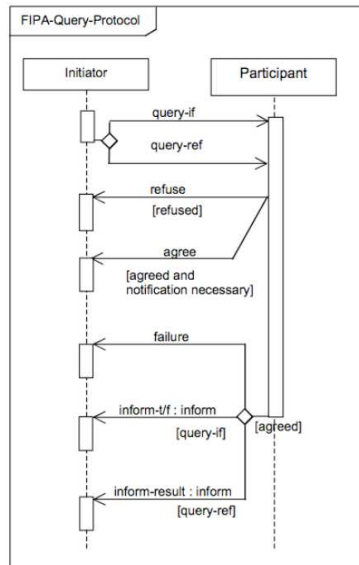 FIPA-Query-Protocol
Initiator
Participant
query-if
query-ref
refuse
[refused]
agree
[agreed and
notification necessary]
failure
inform-t/f : inform
[query-if]
[agreed]
inform-result : inform
[query-ref]